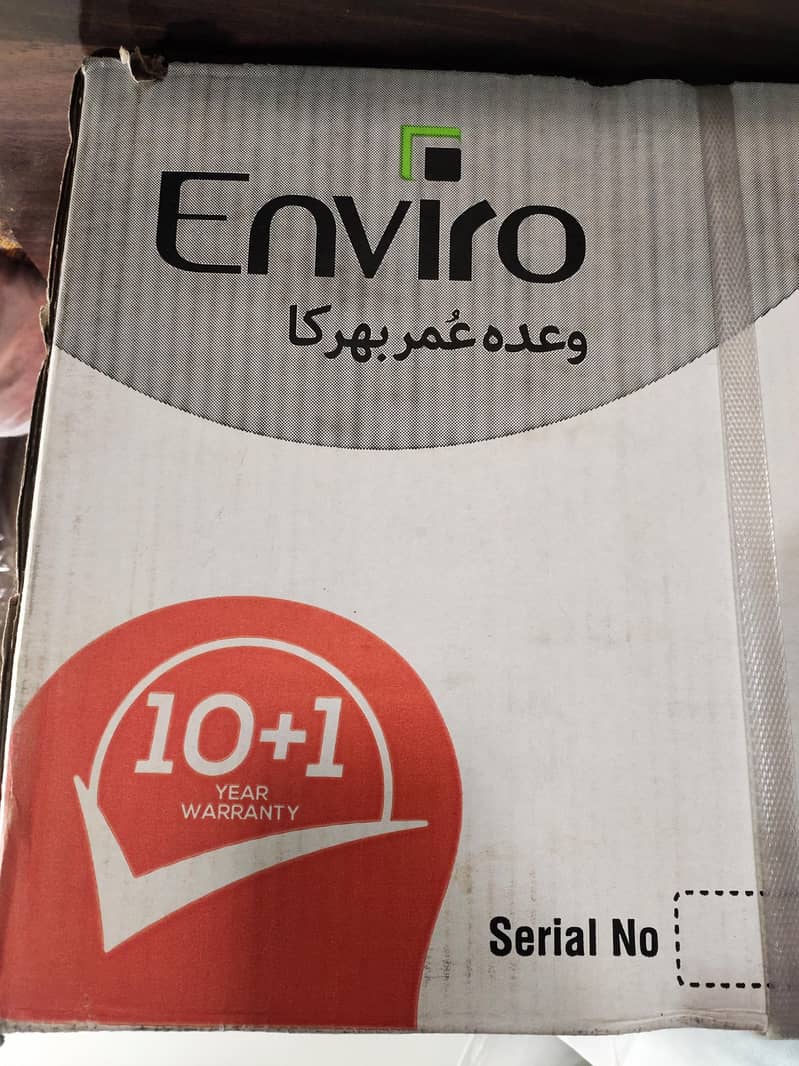 Enviro
وعدہ عُمر بھر کا
10+1
YEAR
WARRANTY
Serial No